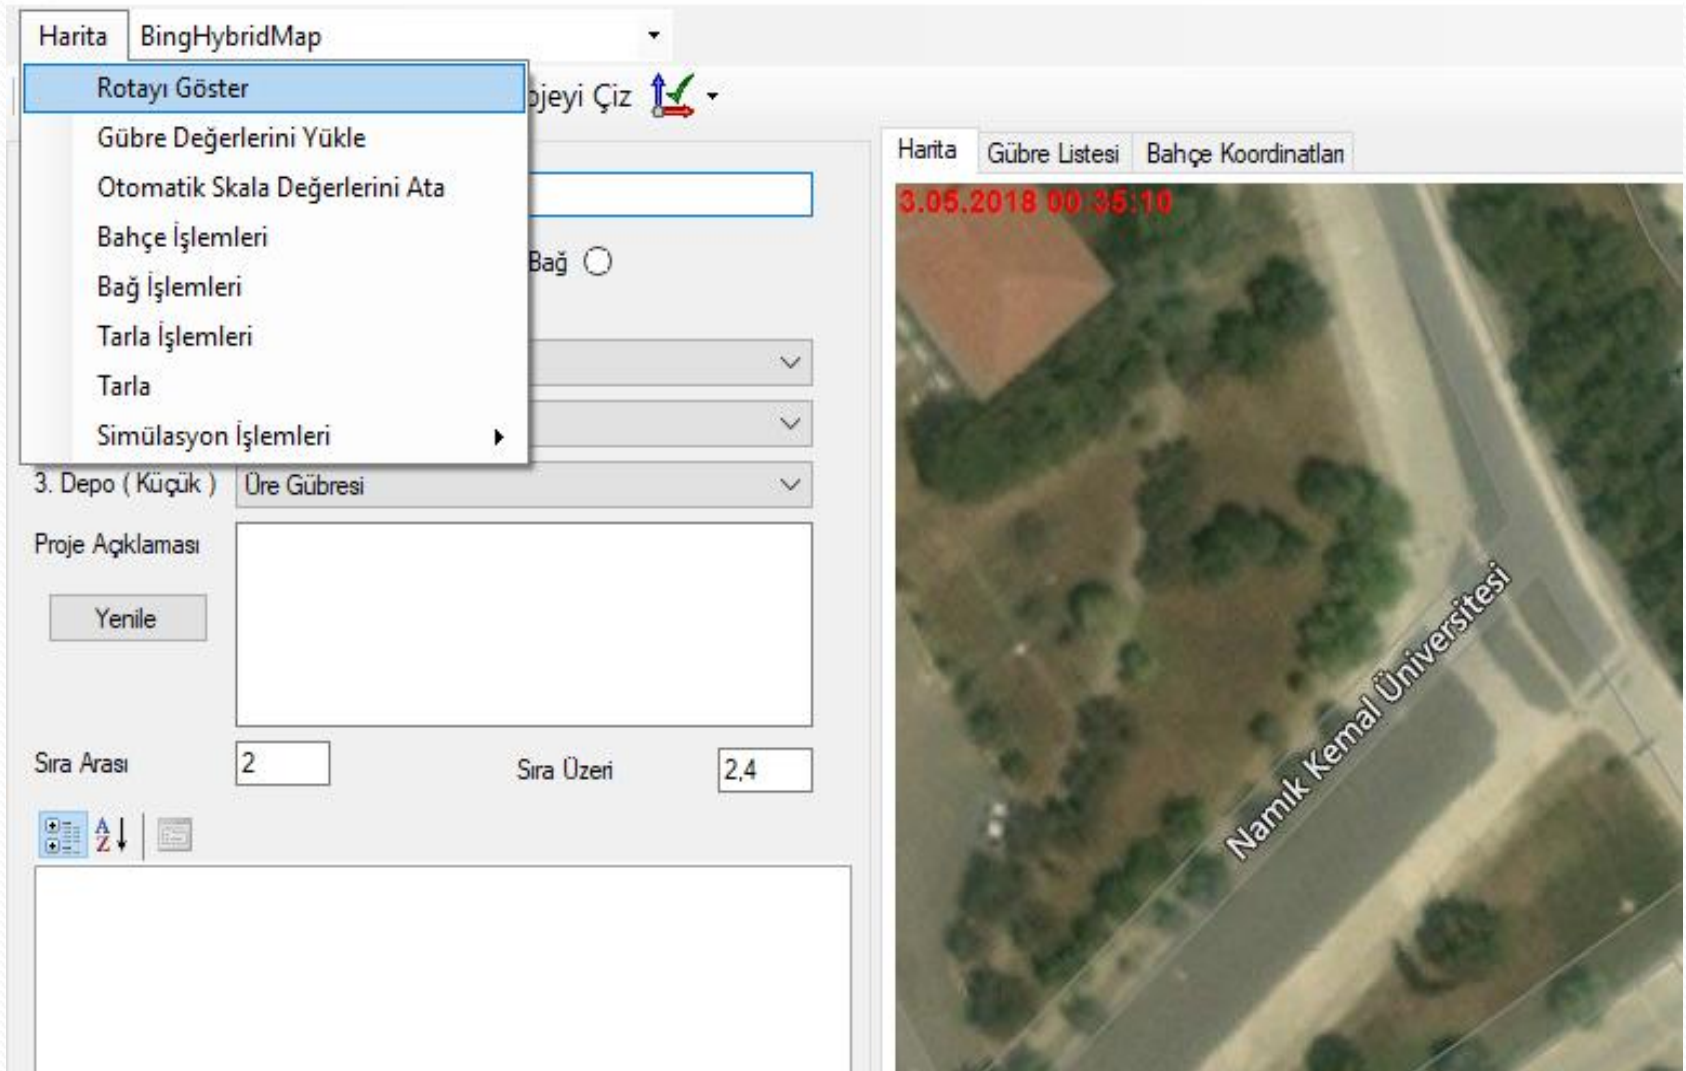 Harita BingHybridMap
Rotayı Göster
Gübre Değerlerini Yükle
Otomatik Skala Değerlerini Ata
Bahçe İşlemleri
Bağ İşlemleri
Tarla İşlemleri
Tarla
Simülasyon İşlemleri
ojeyi Çiz
Bağ
3. Depo ( Küçük ) Üre Gübresi
Proje Açıklaması
Yenile
Sıra Arası 2 Sıra Üzeri 2,4
A
Z
Harita Gübre Listesi Bahçe Koordinatları
3.05.2018 00:35:10
Namık Kemal Üniversitesi